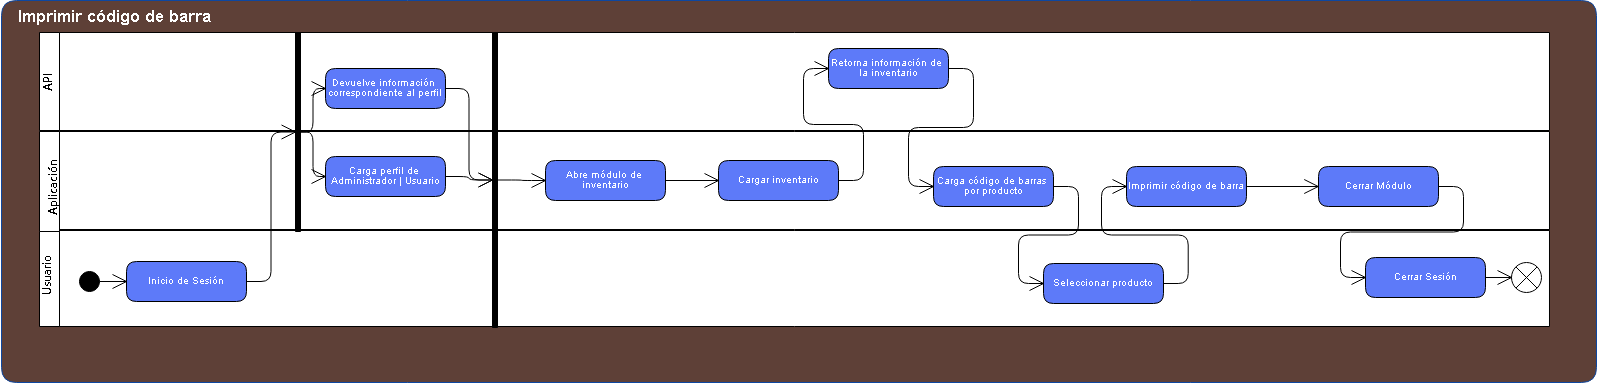 Imprimir código de barra
API
Retorna información de
la inventario
Devuelve información
correspondiente al perfil
Aplicación
Carga perfil de
Administrador | Usuario
Abre módulo de
inventario
Cargar inventario
Carga código de barras
por producto
Imprimir código de barra
Cerrar Módulo
Usuario
Inicio de Sesión
Seleccionar producto
Cerrar Sesión